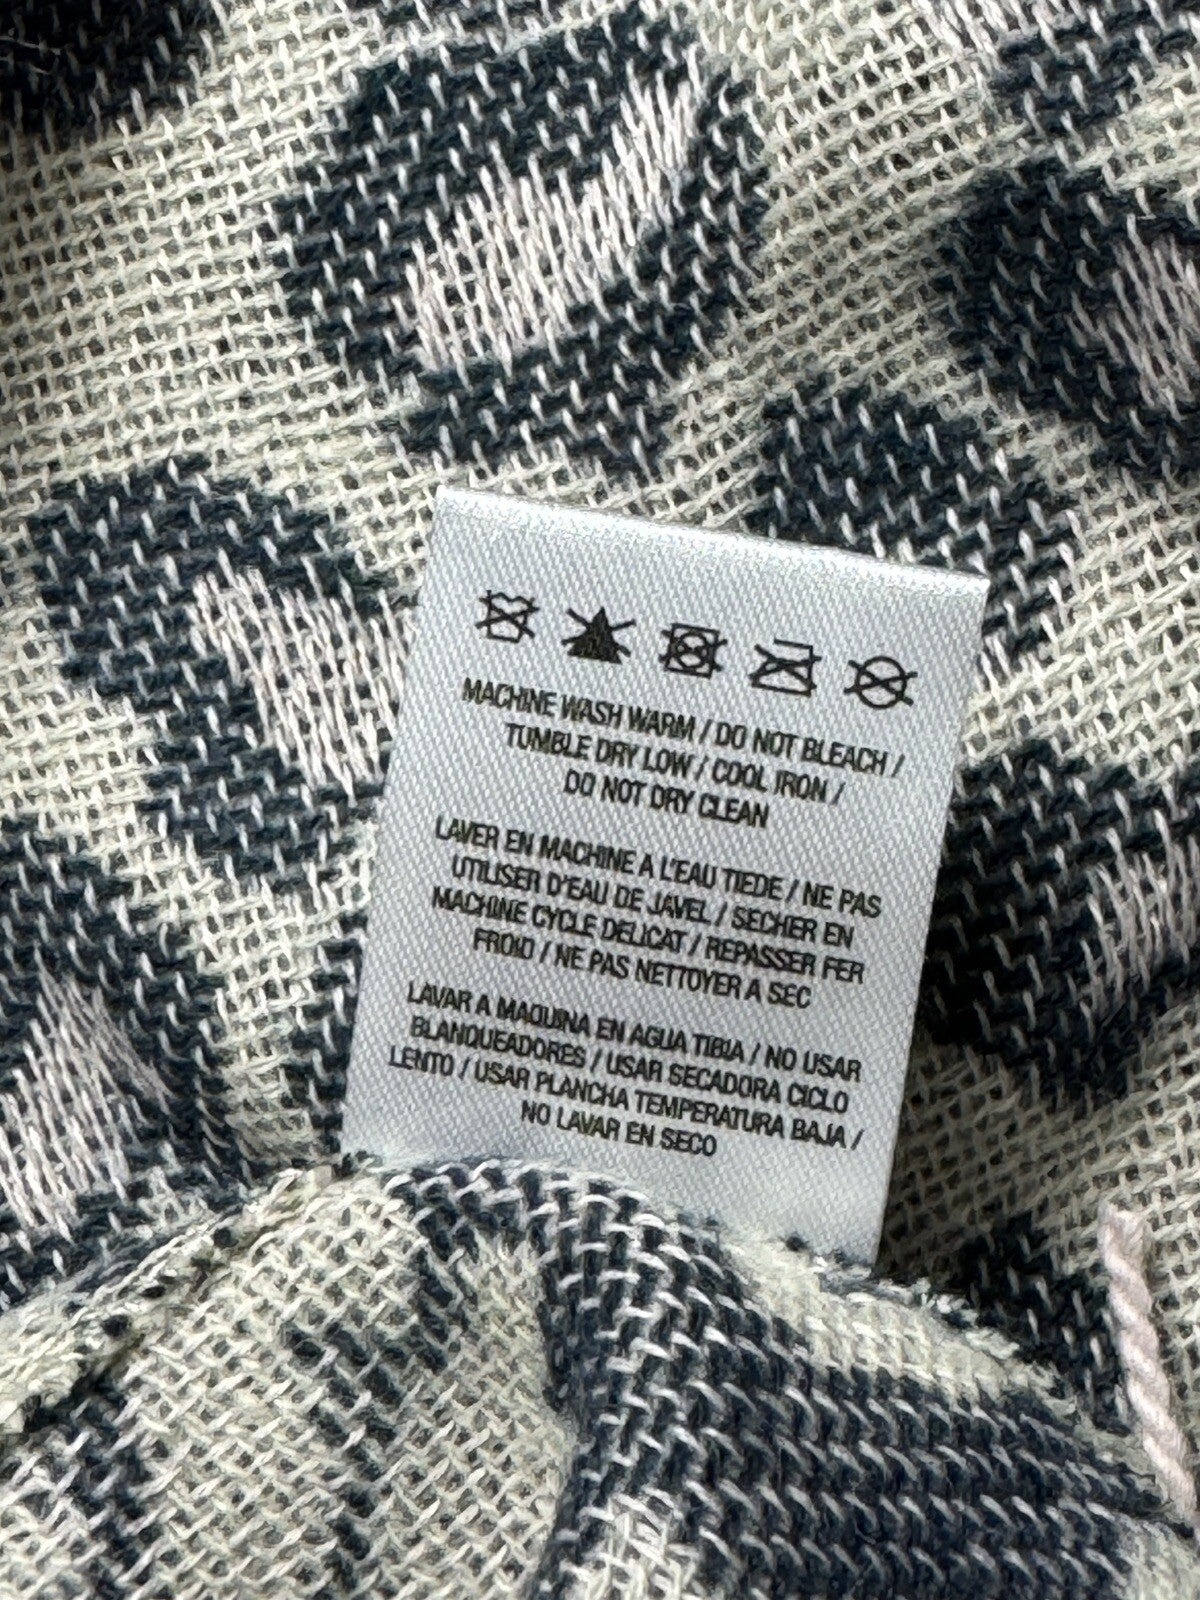 MACHINE WASH WARM / DO NOT BLEACH /
TUMBLE DRY LOW / COOL IRON /
DO NOT DRY CLEAN
LAVER EN MACHINE A L'EAU TIEDE / NE PAS
UTILISER D'EAU DE JAVEL / SECHER EN
MACHINE CYCLE DELICAT / REPASSER FER
FROID / NE PAS NETTOYER A SEC
LAVAR A MAQUINA EN AGUA TIBIA / NO USAR
BLANQUEADORES / USAR SECADORA CICLO
LENTO / USAR PLANCHA TEMPERATURA BAJA /
NO LAVAR EN SECO